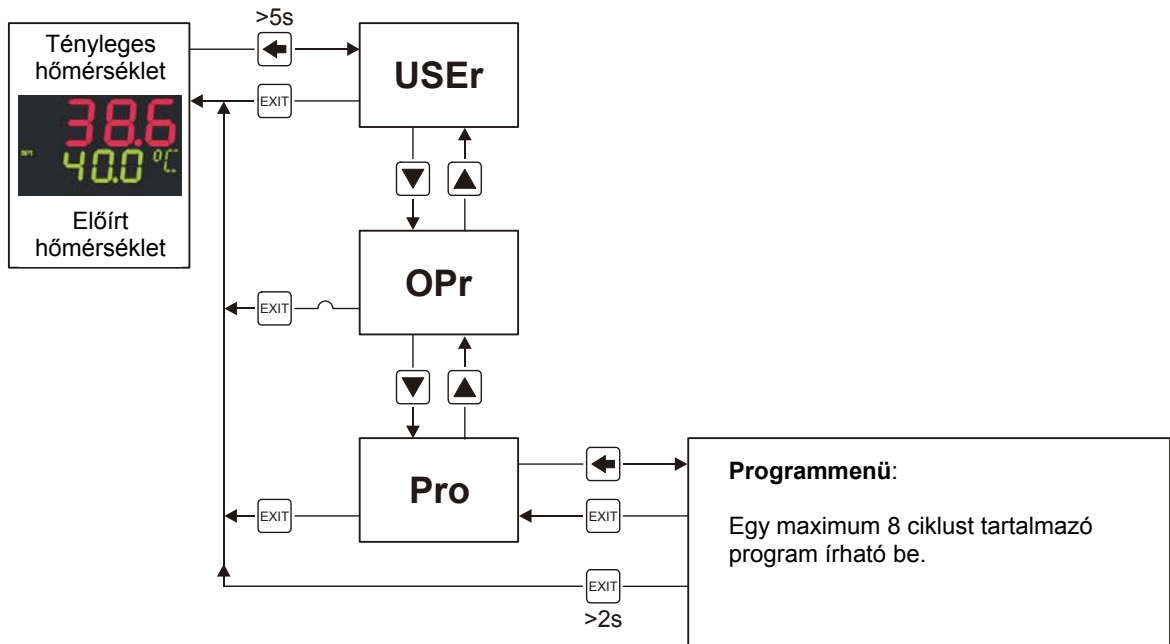 >5s
Tényleges
hőmérséklet
38.6
40.0 °C
Előírt
hőmérséklet
EXIT
USEr
OPr
EXIT
Pro
EXIT
EXIT
EXIT
>2s
Programmenü:
Egy maximum 8 ciklust tartalmazó
program írható be.